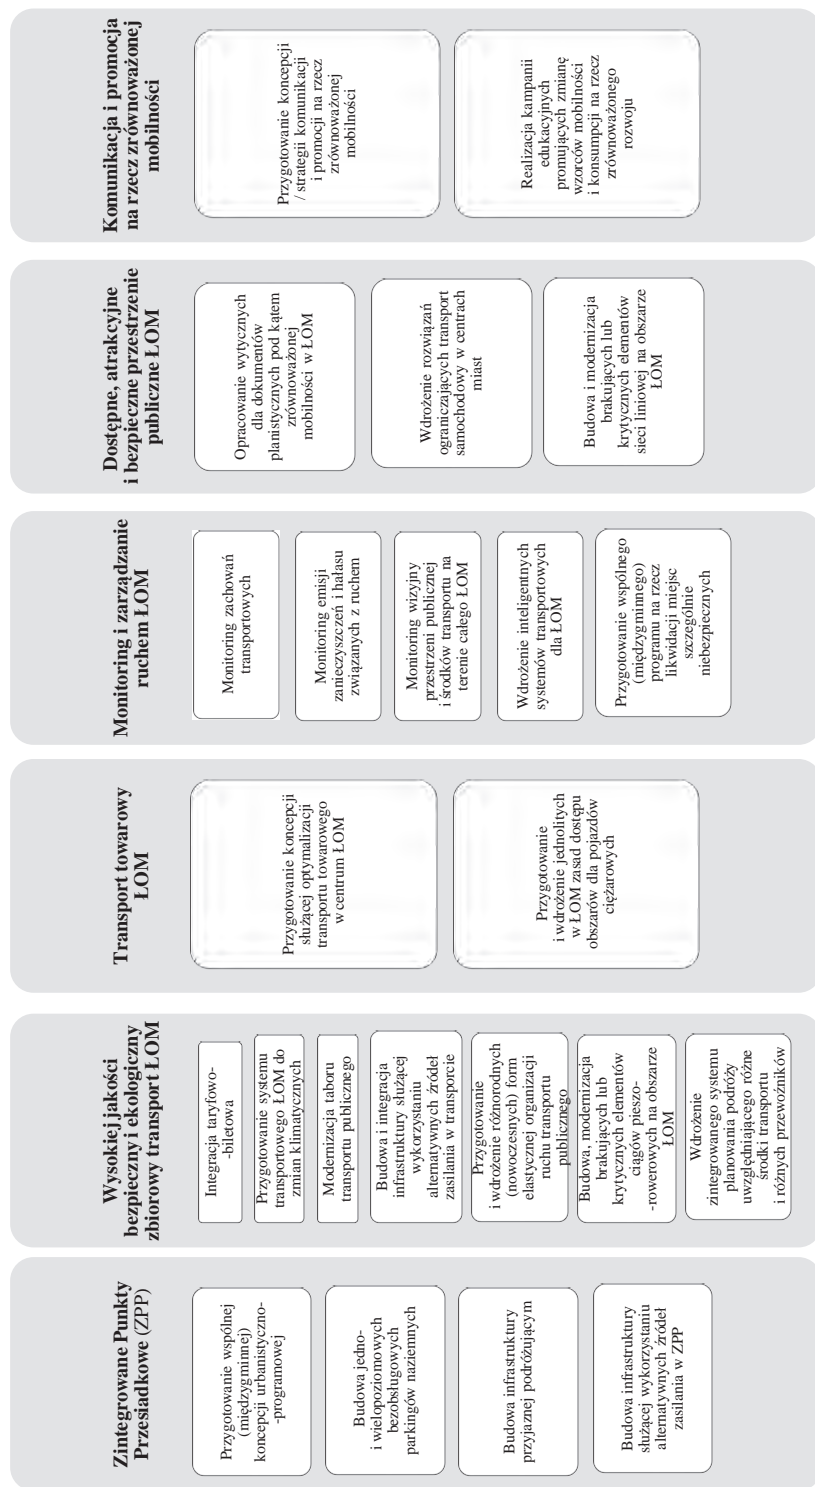 Zintegrowane Punkty
Przesiadkowe (ZPP)
Przygotowanie wspólnej
(międzygminnej)
koncepcji urbanistyczno-
-programowej
Budowa jedno-
i wielopoziomowych
bezobsługowych
parkingów naziemnych
Budowa infrastruktury
przyjaznej podróżującym
Budowa infrastruktury
służącej wykorzystaniu
alternatywnych źródeł
zasilania w ZPP
Wysokiej jakości
bezpieczny i ekologiczny
zbiorowy transport ŁOM
Integracja taryfowo-
-biletowa
Przygotowanie systemu
transportowego ŁOM do
zmian klimatycznych
Modernizacja taboru
transportu publicznego
Budowa i integracja
infrastruktury służącej
wykorzystaniu
alternatywnych źródeł
zasilania w transporcie
Przygotowanie
i wdrożenie różnorodnych
(nowoczesnych) form
elastycznej organizacji
ruchu transportu
publicznego
Budowa, modernizacja
brakujących lub
krytycznych elementów
ciągów pieszo-
-rowerowych na obszarze
ŁOM
Wdrożenie
zintegrowanego systemu
planowania podróży
uwzględniającego różne
środki transportu
i różnych przewoźników
Transport towarowy
ŁOM
Przygotowanie koncepcji
służącej optymalizacji
transportu towarowego
w centrum ŁOM
Przygotowanie
i wdrożenie jednolitych
w ŁOM zasad dostępu
obszarów dla pojazdów
ciężarowych
Monitoring i zarządzanie
ruchem ŁOM
Monitoring zachowań
transportowych
Monitoring emisji
zanieczyszczeń i hałasu
związanych z ruchem
Monitoring wizyjny
przestrzeni publicznej
i środków transportu na
terenie całego ŁOM
Wdrożenie inteligentnych
systemów transportowych
dla ŁOM
Przygotowanie wspólnego
(międzygminnego)
programu na rzecz
likwidacji miejsc
szczególnie
niebezpiecznych
Dostępne, atrakcyjne
i bezpieczne przestrzenie
publiczne ŁOM
Opracowanie wytycznych
dla dokumentów
planistycznych pod kątem
zrównoważonej
mobilności w ŁOM
Wdrożenie rozwiązań
ograniczających transport
samochodowy w centrach
miast
Budowa i modernizacja
brakujących lub
krytycznych elementów
sieci liniowej na obszarze
ŁOM
Komunikacja i promocja
na rzecz zrównoważonej
mobilności
Przygotowanie koncepcji
/ strategii komunikacji
i promocji na rzecz
zrównoważonej
mobilności
Realizacja kampanii
edukacyjnych
promujących zmianę
wzorców mobilności
i konsumpcji na rzecz
zrównoważonego
rozwoju